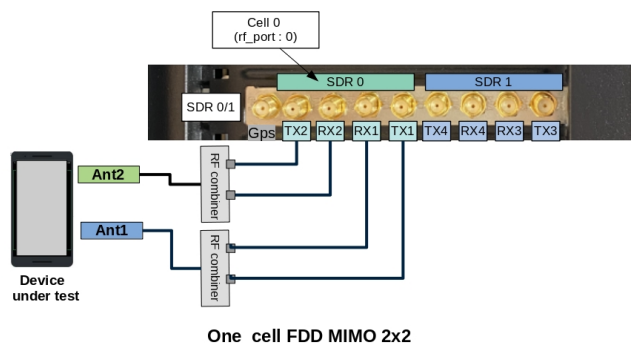 Cell 0
(rf_port : 0)
SDR 0 SDR 1
SDR 0/1
Gps TX2 RX2 RX1 TX1 TX4 RX4 RX3 TX3
RF combiner
Ant2
Ant1
RF combiner
Device
under test
One cell FDD MIMO 2x2